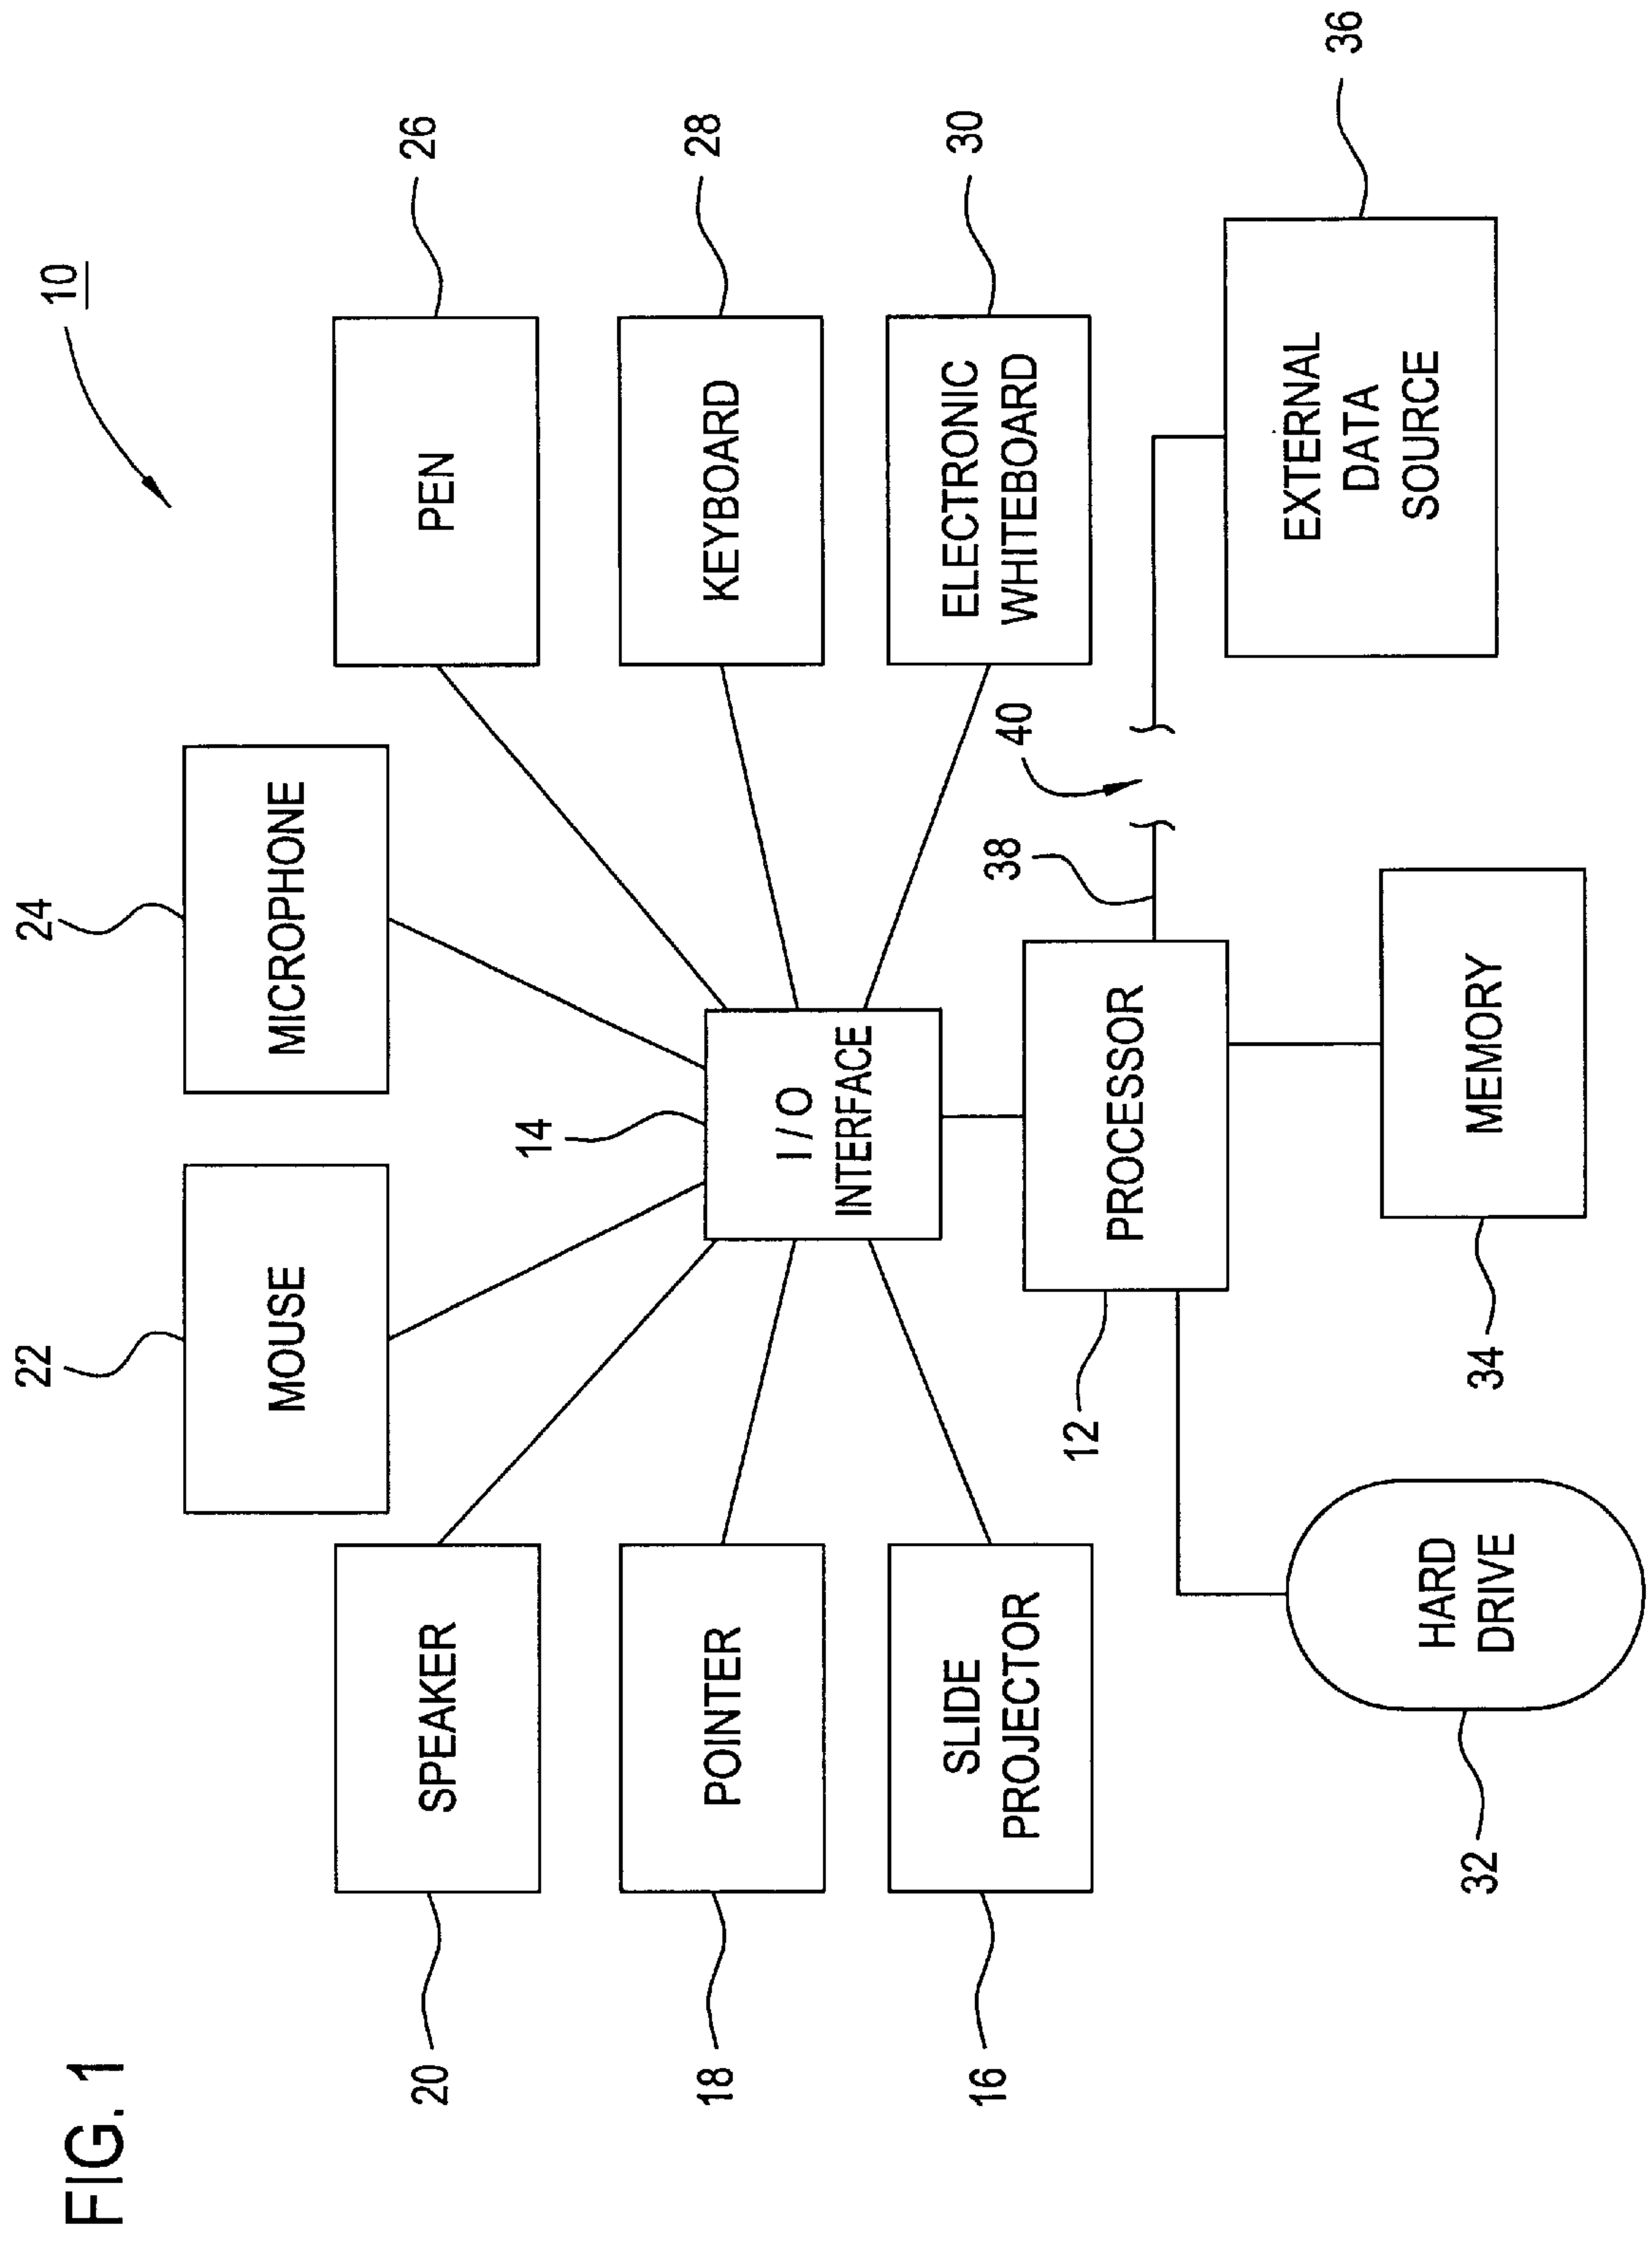 FIG. 1
10
22
24
MOUSE
MICROPHONE
20
SPEAKER
PEN
26
14
18
POINTER
I / O
INTERFACE
KEYBOARD
28
16
SLIDE
PROJECTOR
ELECTRONIC
WHITEBOARD
30
12
PROCESSOR
38
40
32
HARD
DRIVE
34
MEMORY
EXTERNAL
DATA
SOURCE
36